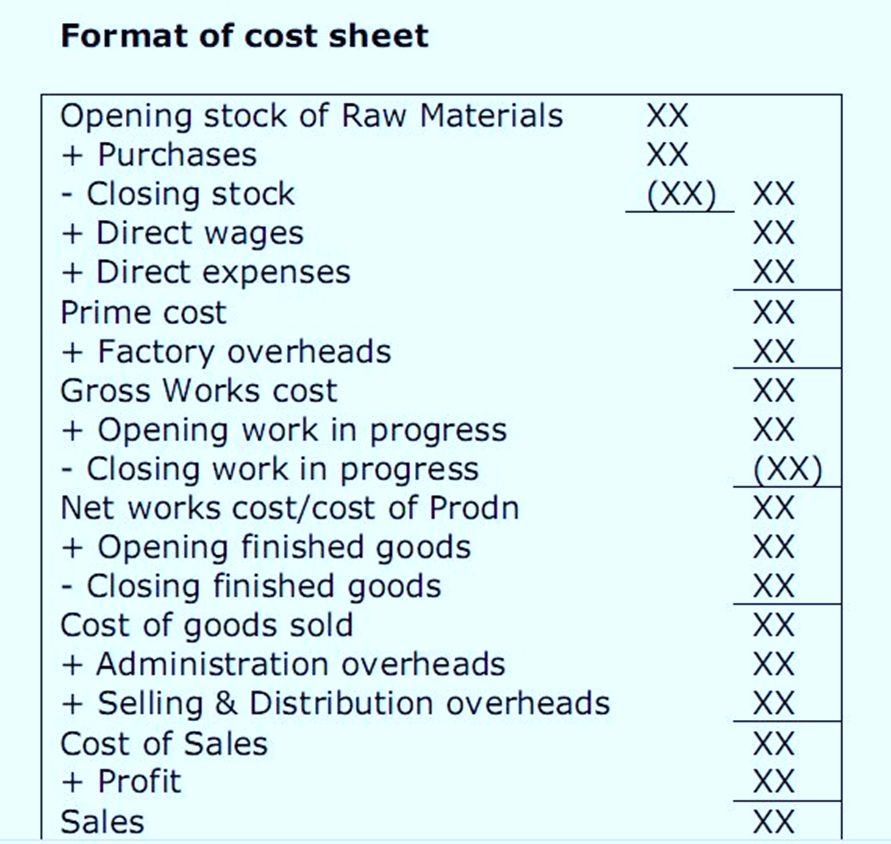 Format of cost sheet
Opening stock of Raw Materials XX
+ Purchases XX
- Closing stock (XX) XX
+ Direct wages XX
+ Direct expenses XX
Prime cost XX
+ Factory overheads XX
Gross Works cost XX
+ Opening work in progress XX
- Closing work in progress (XX)
Net works cost/cost of Prodn XX
+ Opening finished goods XX
- Closing finished goods XX
Cost of goods sold XX
+ Administration overheads XX
+ Selling & Distribution overheads XX
Cost of Sales XX
+ Profit XX
Sales XX